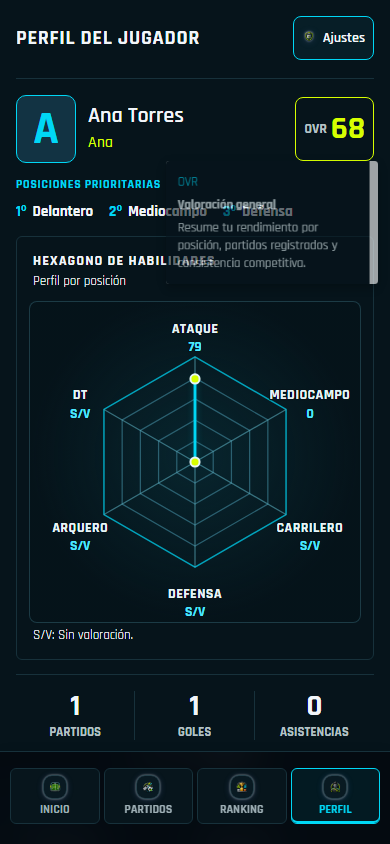 PERFIL DEL JUGADOR
Ajustes
A
Ana Torres
Ana
OVR 68
POSICIONES PRIORITARIAS
1º Delantero 2º Mediocampo 3º Defensa
OVR
Valoración general
Resume tu rendimiento por
posición, partidos registrados y
consistencia competitiva.
HEXAGONO DE HABILIDADES
Perfil por posición
ATAQUE
79
DT
S/V
MEDIOCAMPO
0
ARQUERO
S/V
CARRILERO
S/V
DEFENSA
S/V
S/V: Sin valoración.
1
PARTIDOS
1
GOLES
0
ASISTENCIAS
INICIO
PARTIDOS
RANKING
PERFIL